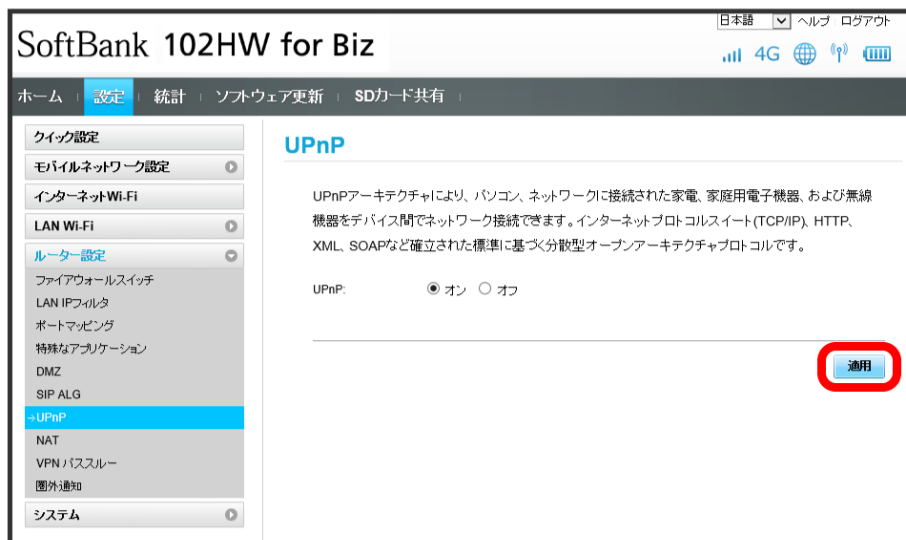 日本語 ヘルプ ログアウト
SoftBank 102HW for Biz
4G
ホーム 設定 統計 ソフトウェア更新 SDカード共有
クイック設定
モバイルネットワーク設定
インターネットWi-Fi
LAN Wi-Fi
ルーター設定
ファイアウォールスイッチ
LAN IPフィルタ
ポートマッピング
特殊なアプリケーション
DMZ
SIP ALG
→UPnP
NAT
VPN パススルー
圏外通知
システム
UPnP
UPnPアーキテクチャにより、パソコン、ネットワークに接続された家電、家庭用電子機器、および無線
機器をデバイス間でネットワーク接続できます。インターネットプロトコルスイート(TCP/IP)、HTTP、
XML、SOAPなど確立された標準に基づく分散型オープンアーキテクチャプロトコルです。
UPnP: オン オフ
適用